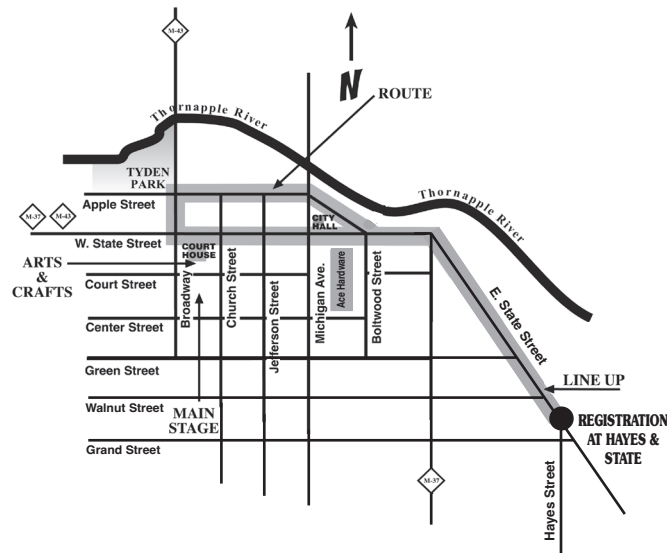 M-43
N
ROUTE
Thornapple River
TYDEN
PARK
Thornapple River
Apple Street
M-37
M-43
CITY
HALL
W. State Street
COURT
HOUSE
ARTS
&
CRAFTS
Court Street
Broadway
Church Street
Jefferson Street
Michigan Ave.
Ace Hardware
Boltwood Street
E. State Street
Center Street
Green Street
LINE UP
Walnut Street
MAIN
STAGE
REGISTRATION
AT HAYES &
STATE
Grand Street
M-37
Hayes Street